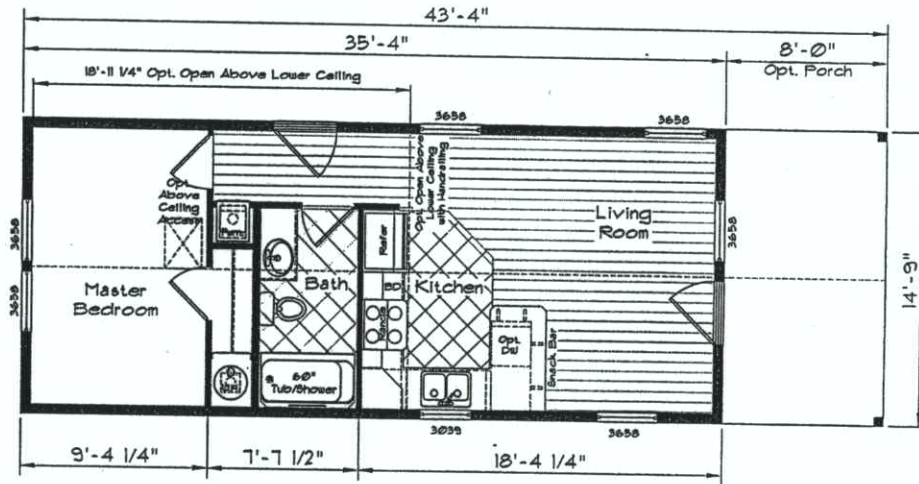 43'-4"
35'-4"
8'-0"
Opt. Porch
18'-11 1/4" Opt. Open Above Lower Ceiling
3658
3658
Opt. Open Above
Lower Ceiling
with Handrailing
Opt.
Above
Ceiling
Access
Furn
Refer
Living
Room
3658
3658
Master
Bedroom
Bath
BD
Kitchen
14'-9"
3658
Range
Opt.
DW
Snack Bar
60"
Tub/Shower
3039
3658
9'-4 1/4"
7'-7 1/2"
18'-4 1/4"